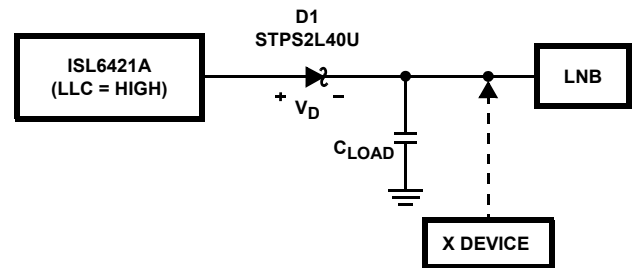 D1
STPS2L40U
ISL6421A
(LLC = HIGH)
LNB
+ VD –
CLOAD
X DEVICE